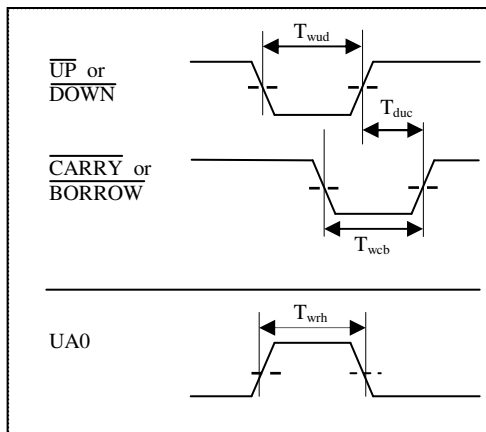 T_wud
UP or
DOWN
T_duc
CARRY or
BORROW
T_wcb
T_wrh
UA0